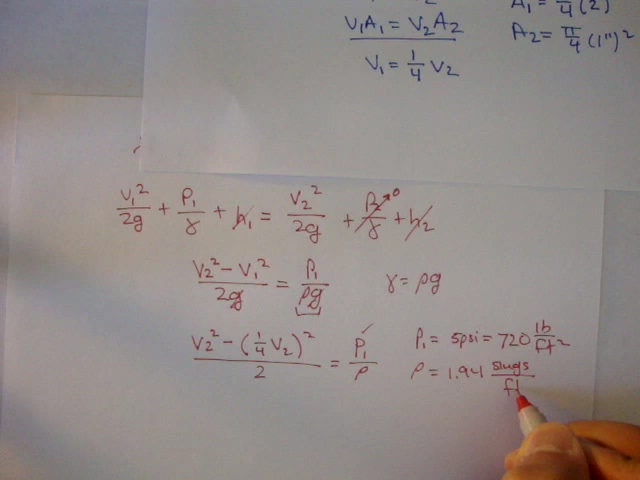 A₁ = π/4 (2)
V₁A₁ = V₂A₂
A₂ = π/4 (1")²
V₁ = 1/4 V₂
V₁²/2g + P₁/γ + h₁ = V₂²/2g + P₂/γ 0 + h₂
V₂² - V₁²/2g = P₁/ρg γ = ρg
V₂² - (1/4 V₂)²/2 = P₁/ρ
P₁ = 5psi = 720 lb/ft²
ρ = 1.94 slugs/ft